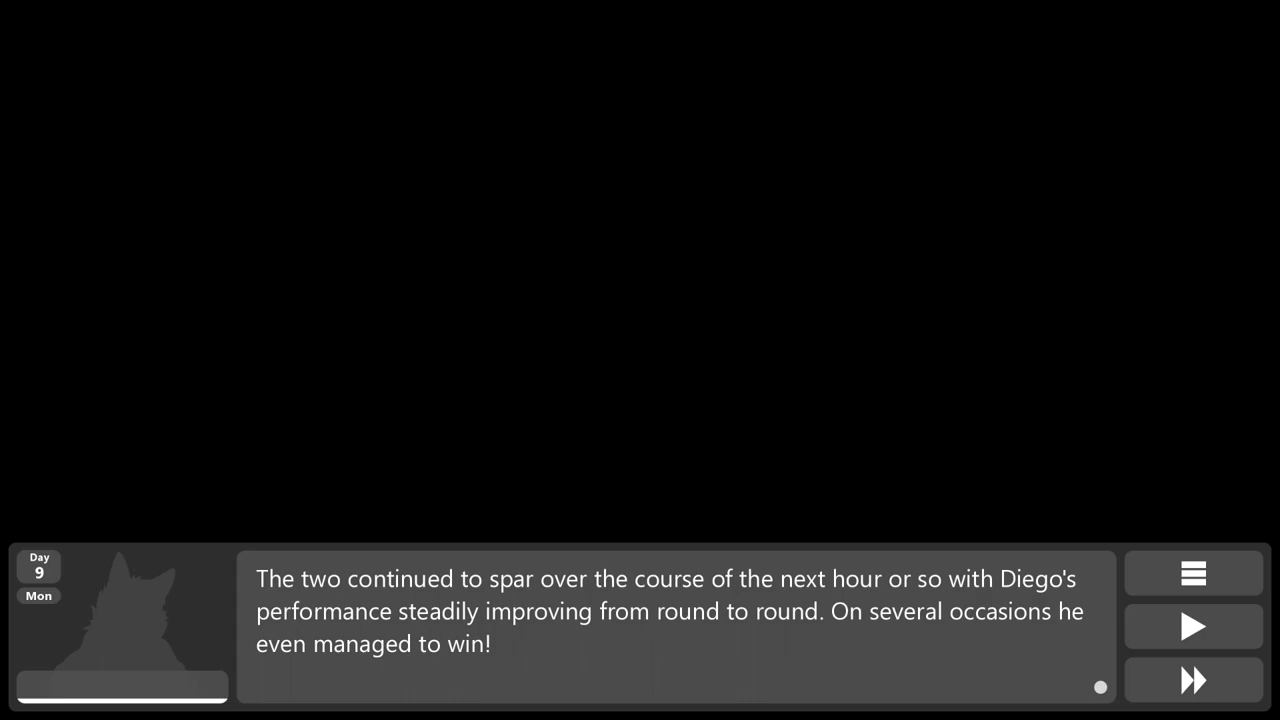 Day
9
Mon
The two continued to spar over the course of the next hour or so with Diego's
performance steadily improving from round to round. On several occasions he
even managed to win!